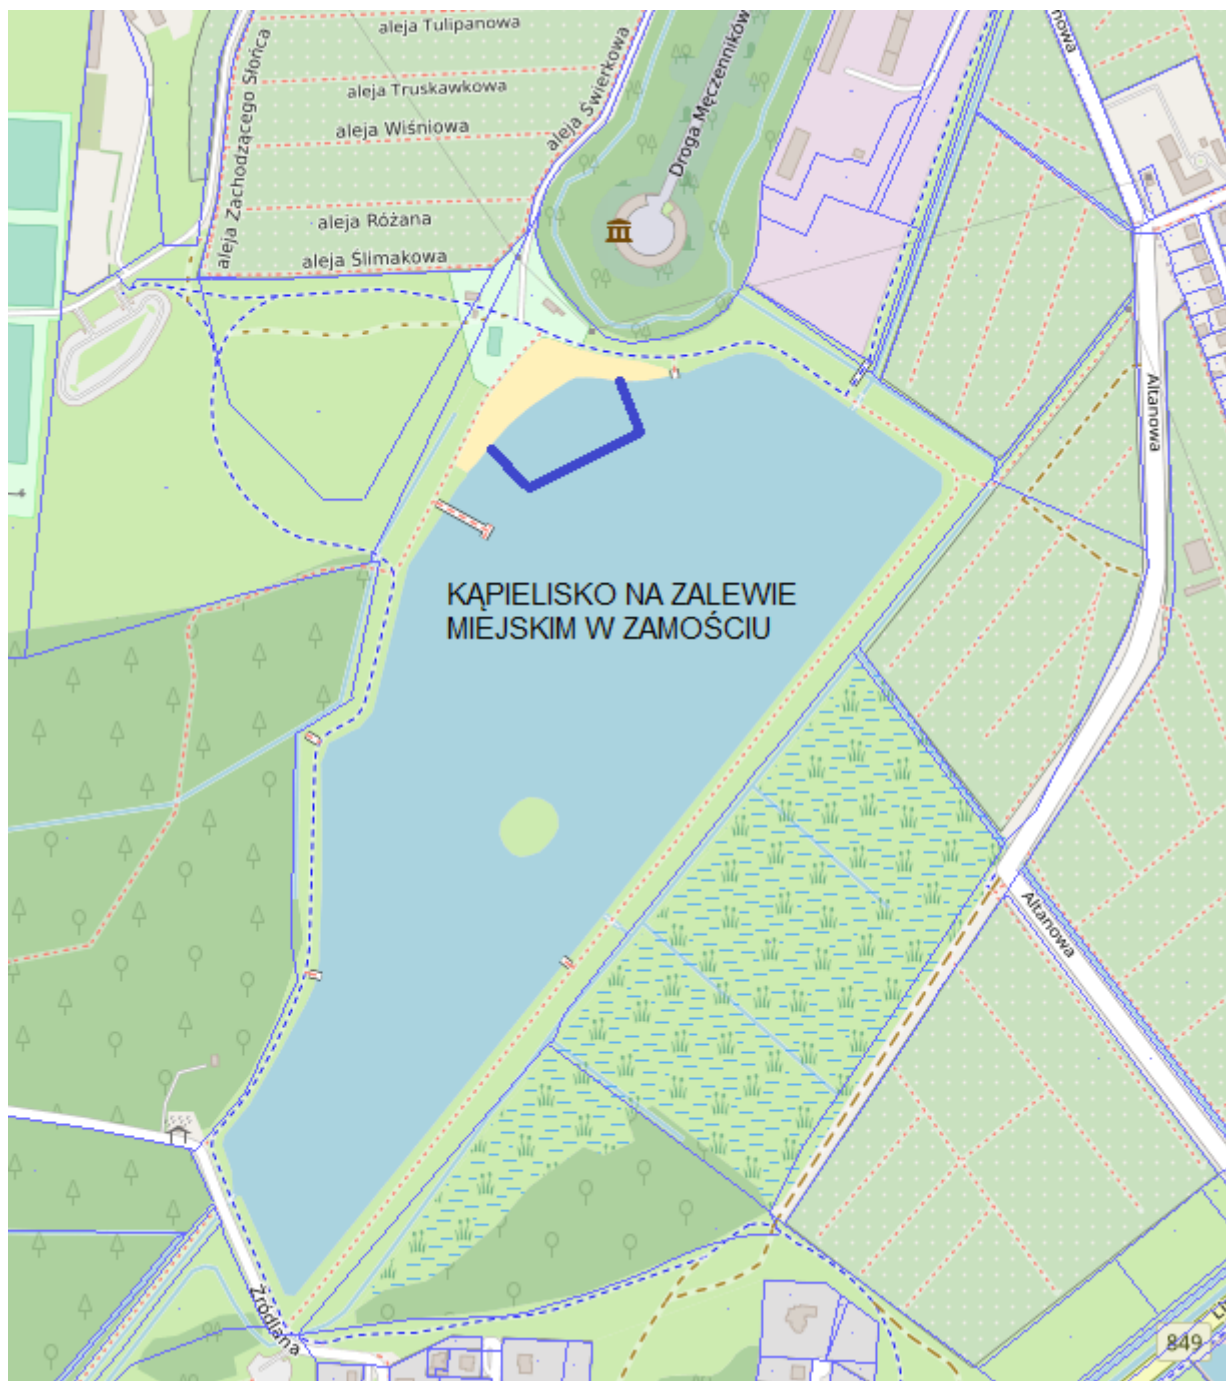 aleja Tulipanowa
aleja Zachodzącego Słońca
aleja Truskawkowa
aleja Świerkowa
aleja Wiśniowa
Droga Męczenników
aleja Różana
aleja Ślimakowa
Altanowa
KĄPIELISKO NA ZALEWIE
MIEJSKIM W ZAMOŚCIU
Altanowa
Źródlana
849